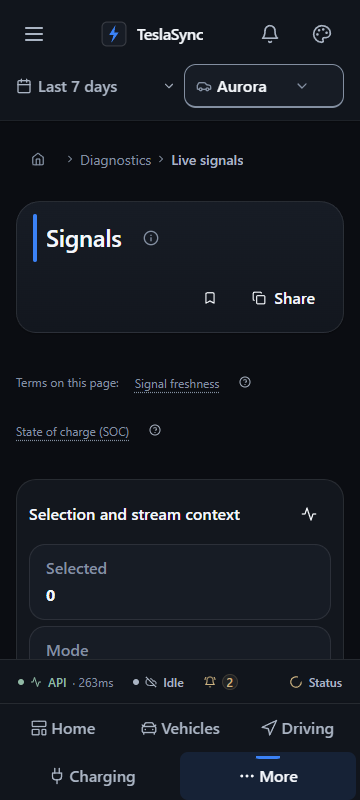 TeslaSync
Last 7 days
Aurora
Diagnostics
Live signals
Signals
Share
Terms on this page: Signal freshness
State of charge (SOC)
Selection and stream context
Selected
0
Mode
API · 263ms Idle 2 Status
Home Vehicles Driving
Charging More